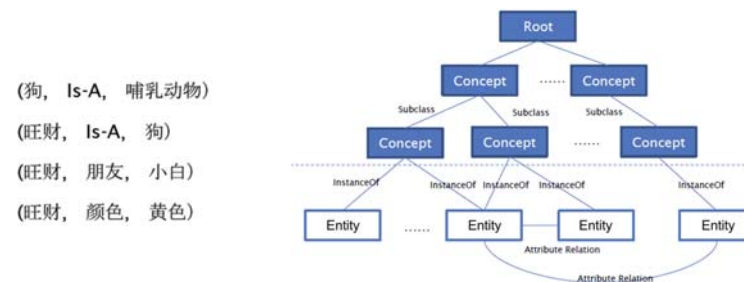 (狗, Is-A, 哺乳动物)
(旺财, Is-A, 狗)
(旺财, 朋友, 小白)
(旺财, 颜色, 黄色)
Root
Concept ...... Concept
Subclass Subclass Subclass
Concept Concept ...... Concept
InstanceOf InstanceOf InstanceOf InstanceOf InstanceOf
Entity ...... Entity Entity Entity
Attribute Relation
Attribute Relation